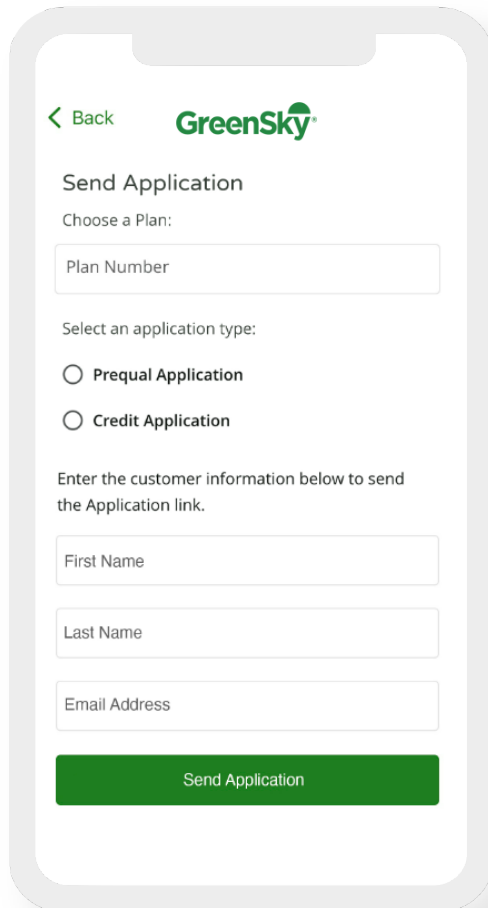 Back
GreenSky®
Send Application
Choose a Plan:
Plan Number
Select an application type:
Prequal Application
Credit Application
Enter the customer information below to send
the Application link.
First Name
Last Name
Email Address
Send Application